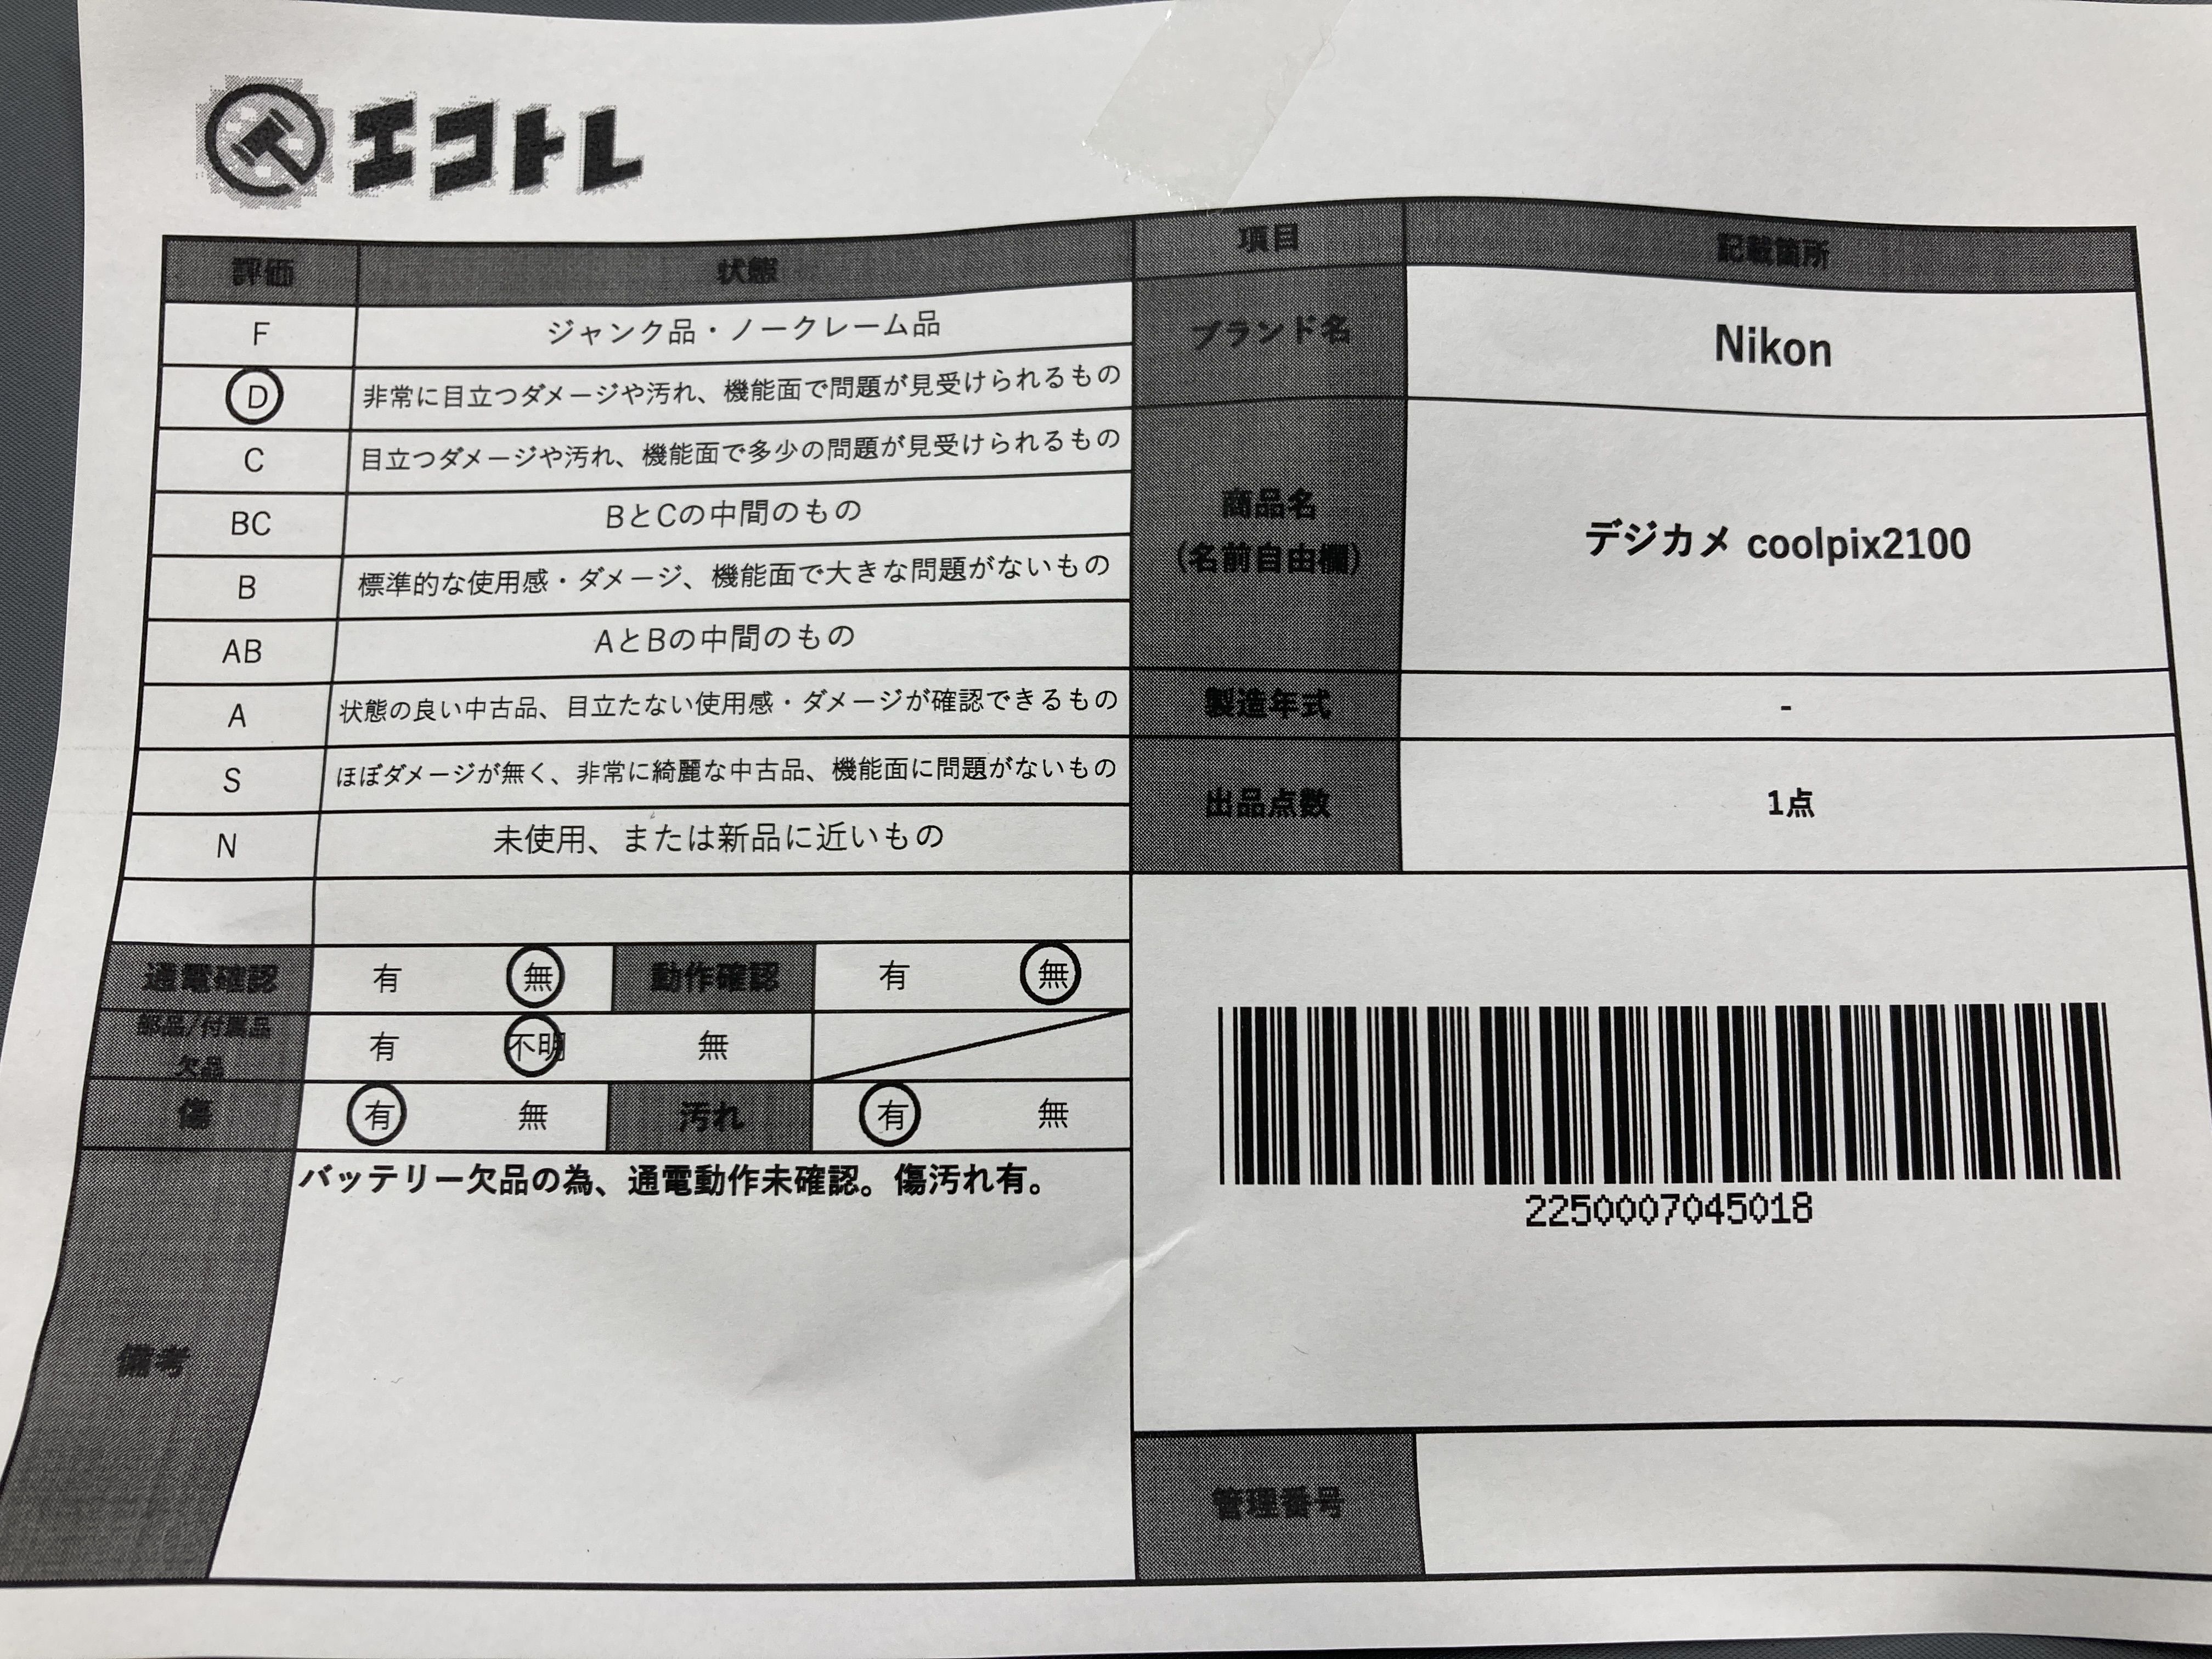 エコトレ
評価 状態
F ジャンク品・ノークレーム品
D 非常に目立つダメージや汚れ、機能面で問題が見受けられるもの
C 目立つダメージや汚れ、機能面で多少の問題が見受けられるもの
BC BとCの中間のもの
B 標準的な使用感・ダメージ、機能面で大きな問題がないもの
AB AとBの中間のもの
A 状態の良い中古品、目立たない使用感・ダメージが確認できるもの
S ほぼダメージが無く、非常に綺麗な中古品、機能面に問題がないもの
N 未使用、または新品に近いもの
通電確認 有 無 動作確認 有 無
部品/付属品
欠品 有 不明 無
傷 有 無 汚れ 有 無
備考 バッテリー欠品の為、通電動作未確認。傷汚れ有。
項目 記載箇所
ブランド名 Nikon
商品名
(名前自由欄) デジカメ coolpix2100
製造年式 -
出品点数 1点
2250007045018
管理番号